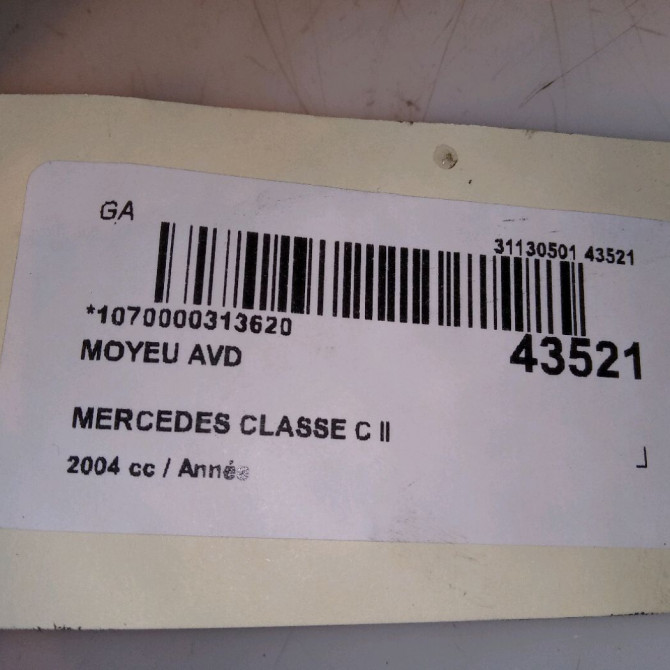 GA
31130501 43521
*1070000313620
43521
MOYEU AVD
MERCEDES CLASSE C II
2004 cc / Année